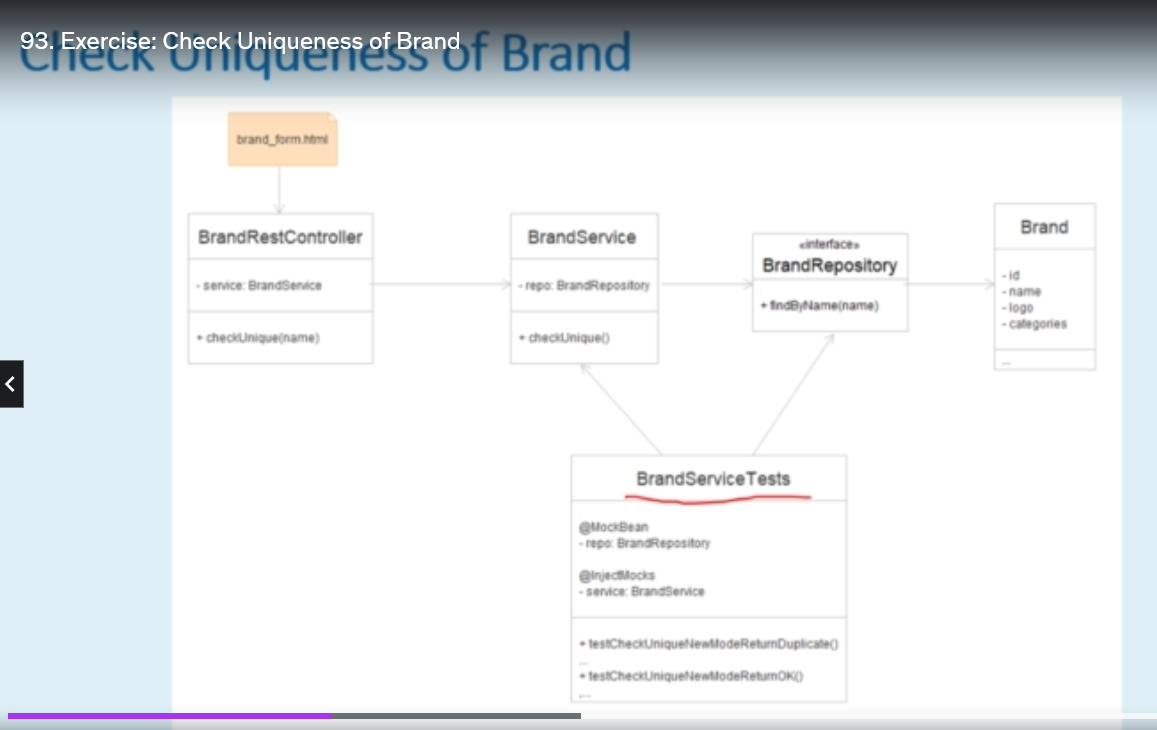 93. Exercise: Check Uniqueness of Brand
Check Uniqueness of Brand
brand_form.html
BrandRestController
- service: BrandService
+ checkUnique(name)
BrandService
- repo: BrandRepository
+ checkUnique()
«interface»
BrandRepository
+ findByName(name)
Brand
- id
- name
- logo
- categories
...
BrandServiceTests
@MockBean
- repo: BrandRepository
@InjectMocks
- service: BrandService
+ testCheckUniqueNewModeReturnDuplicate()
...
+ testCheckUniqueNewModeReturnOK()
,...